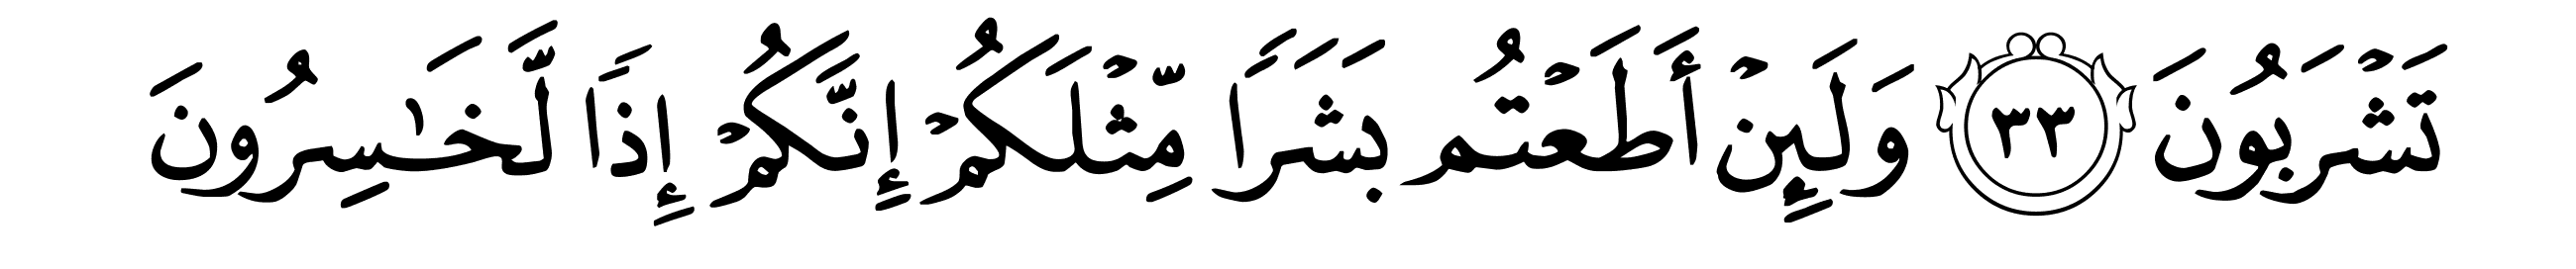 تَشْرَبُونَ ٣٣ وَلَئِنْ أَطَعْتُم بَشَرًا مِّثْلَكُمْ إِنَّكُمْ إِذًا لَّخَـٰسِرُونَ